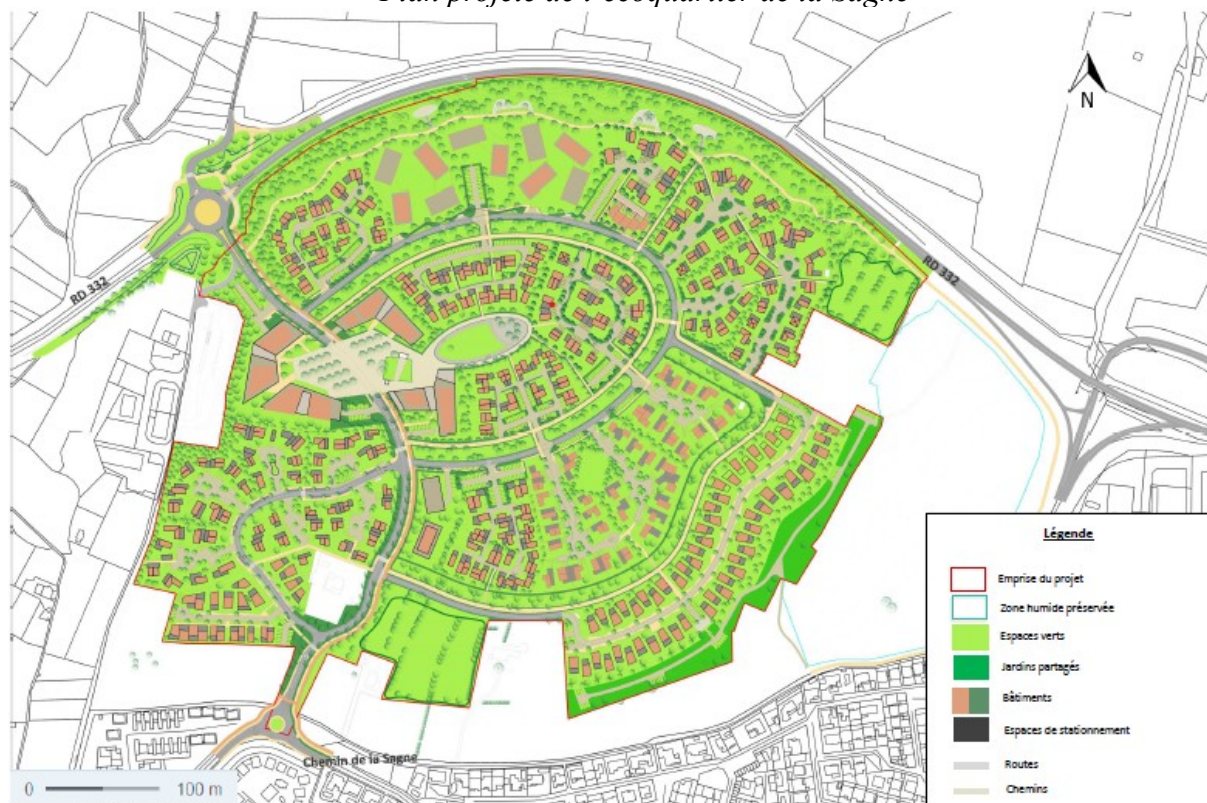 Plan projeté de l'écoquartier de la Sagne
N
RD 332
RD 332
Chemin de la Sagne
0 100 m
Légende
Emprise du projet
Zone humide préservée
Espaces verts
Jardins partagés
Bâtiments
Espaces de stationnement
Routes
Chemins